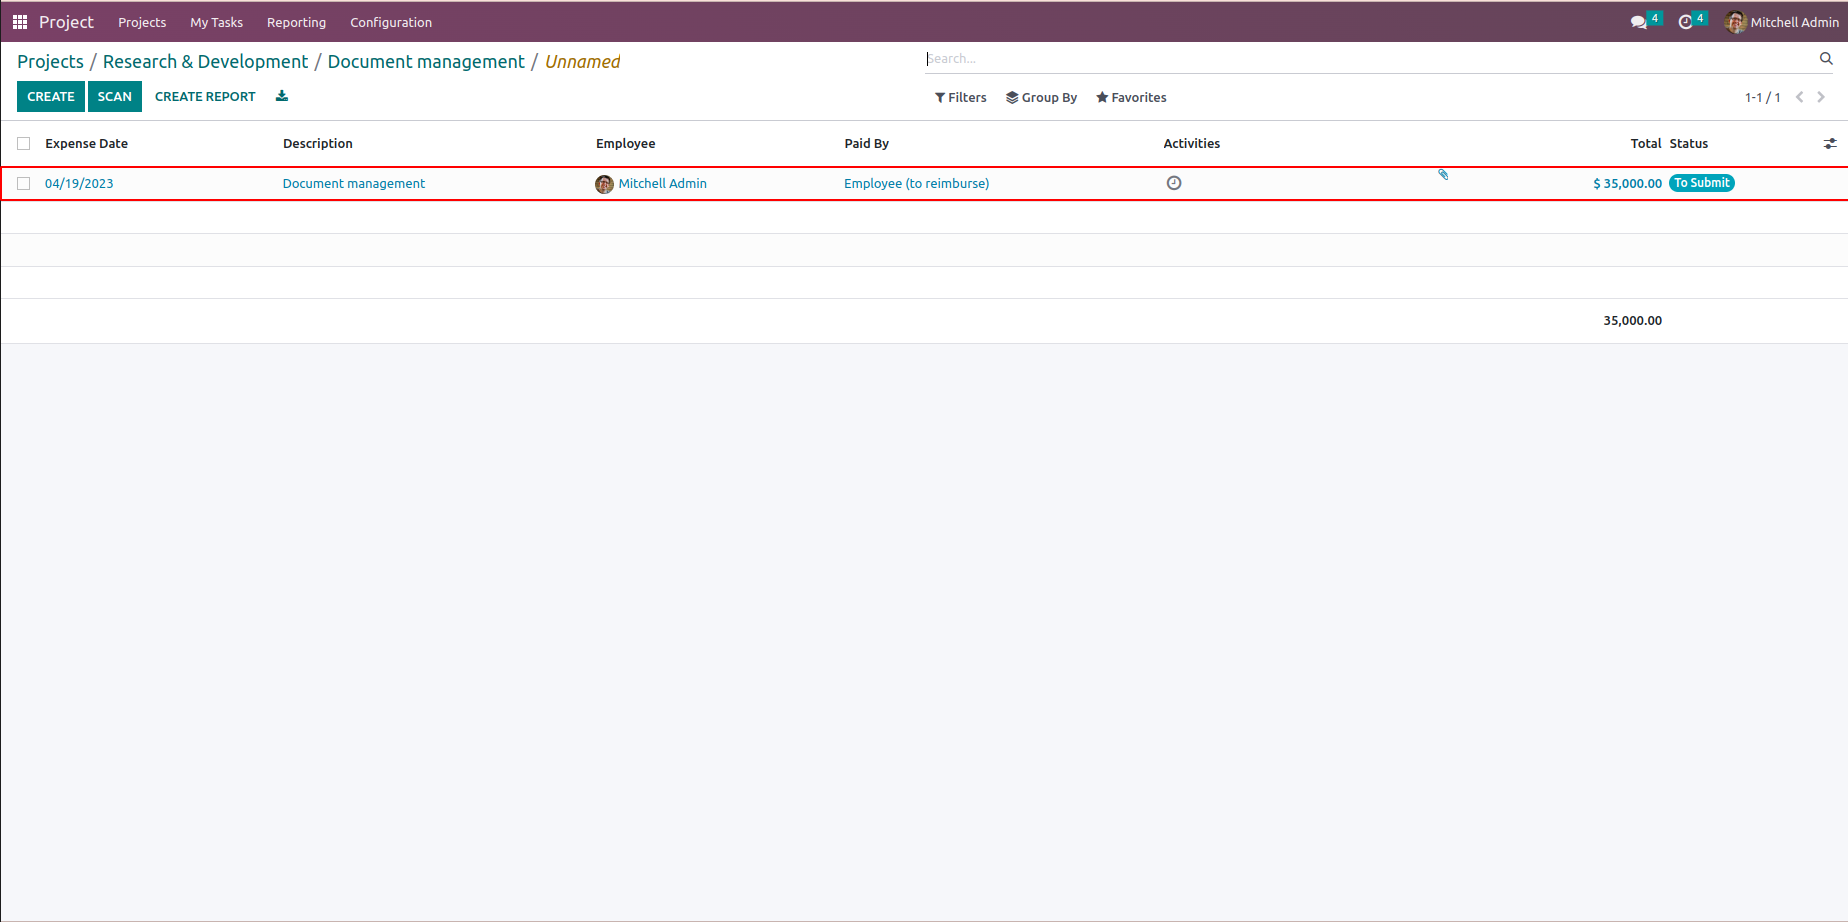 Project Projects My Tasks Reporting Configuration 4 4 Mitchell Admin
Projects / Research & Development / Document management / Unnamed
Search...
CREATE SCAN CREATE REPORT Filters Group By Favorites 1-1 / 1
Expense Date Description Employee Paid By Activities Total Status
04/19/2023 Document management Mitchell Admin Employee (to reimburse) $ 35,000.00 To Submit
35,000.00